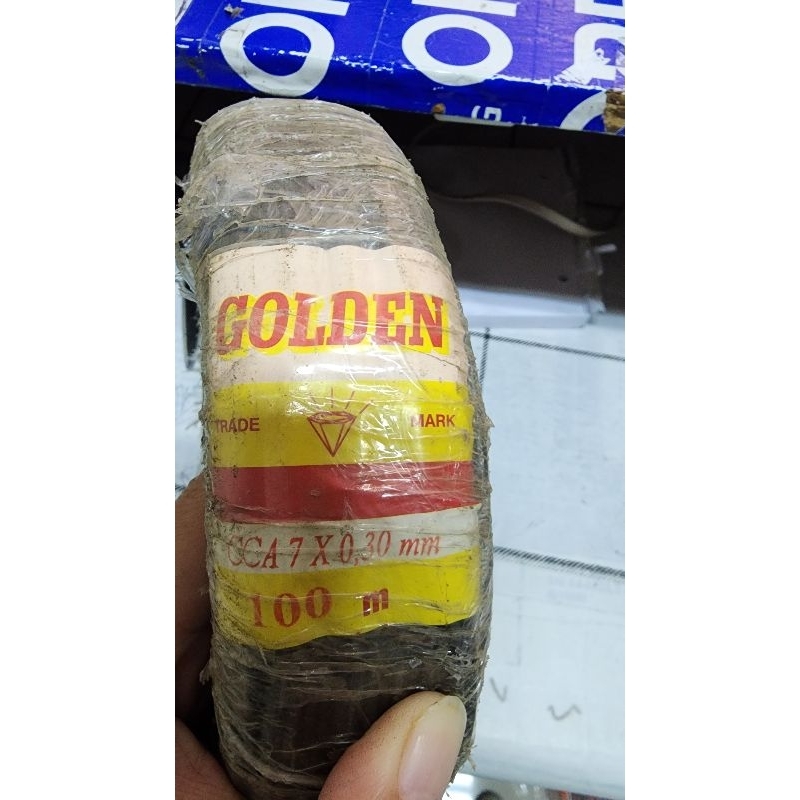 GOLDEN
TRADE MARK
CCA 7 X 0,30 mm
100 m